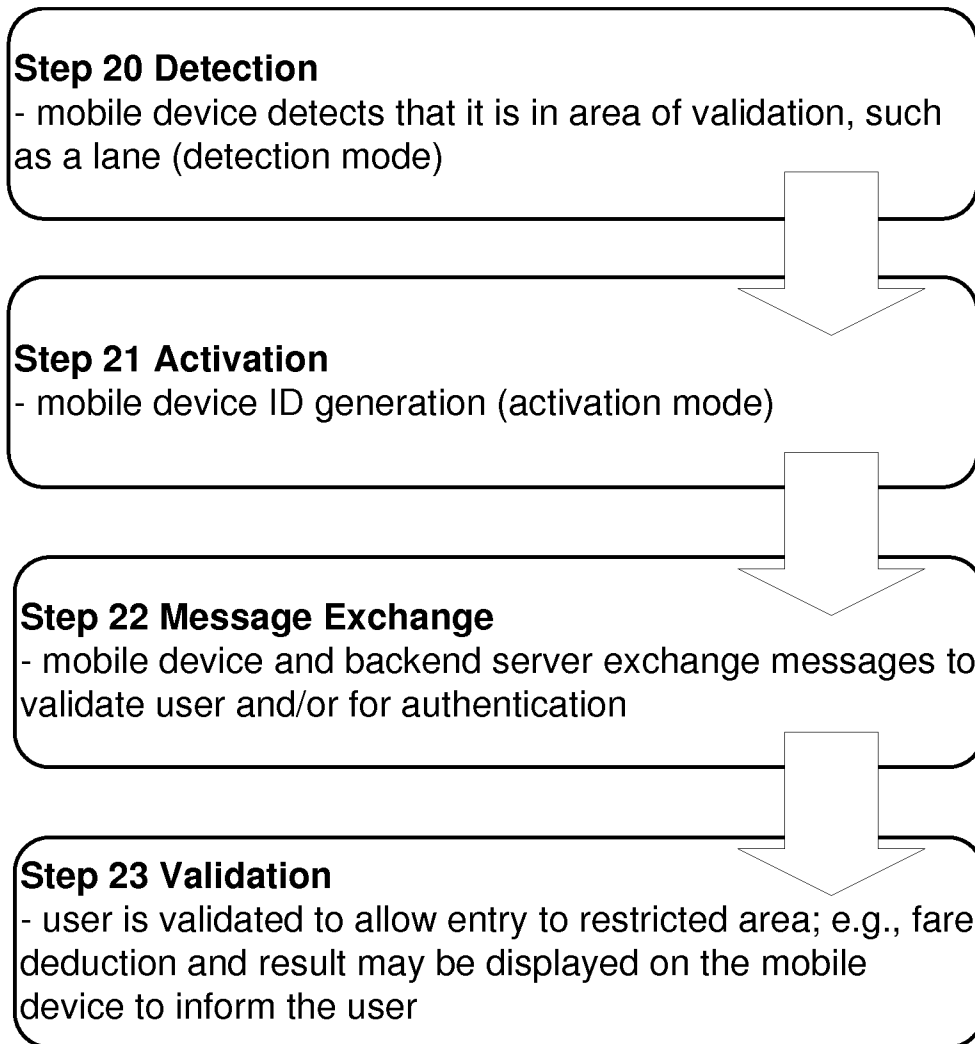 Step 20 Detection
- mobile device detects that it is in area of validation, such
as a lane (detection mode)
Step 21 Activation
- mobile device ID generation (activation mode)
Step 22 Message Exchange
- mobile device and backend server exchange messages to
validate user and/or for authentication
Step 23 Validation
- user is validated to allow entry to restricted area; e.g., fare
deduction and result may be displayed on the mobile
device to inform the user